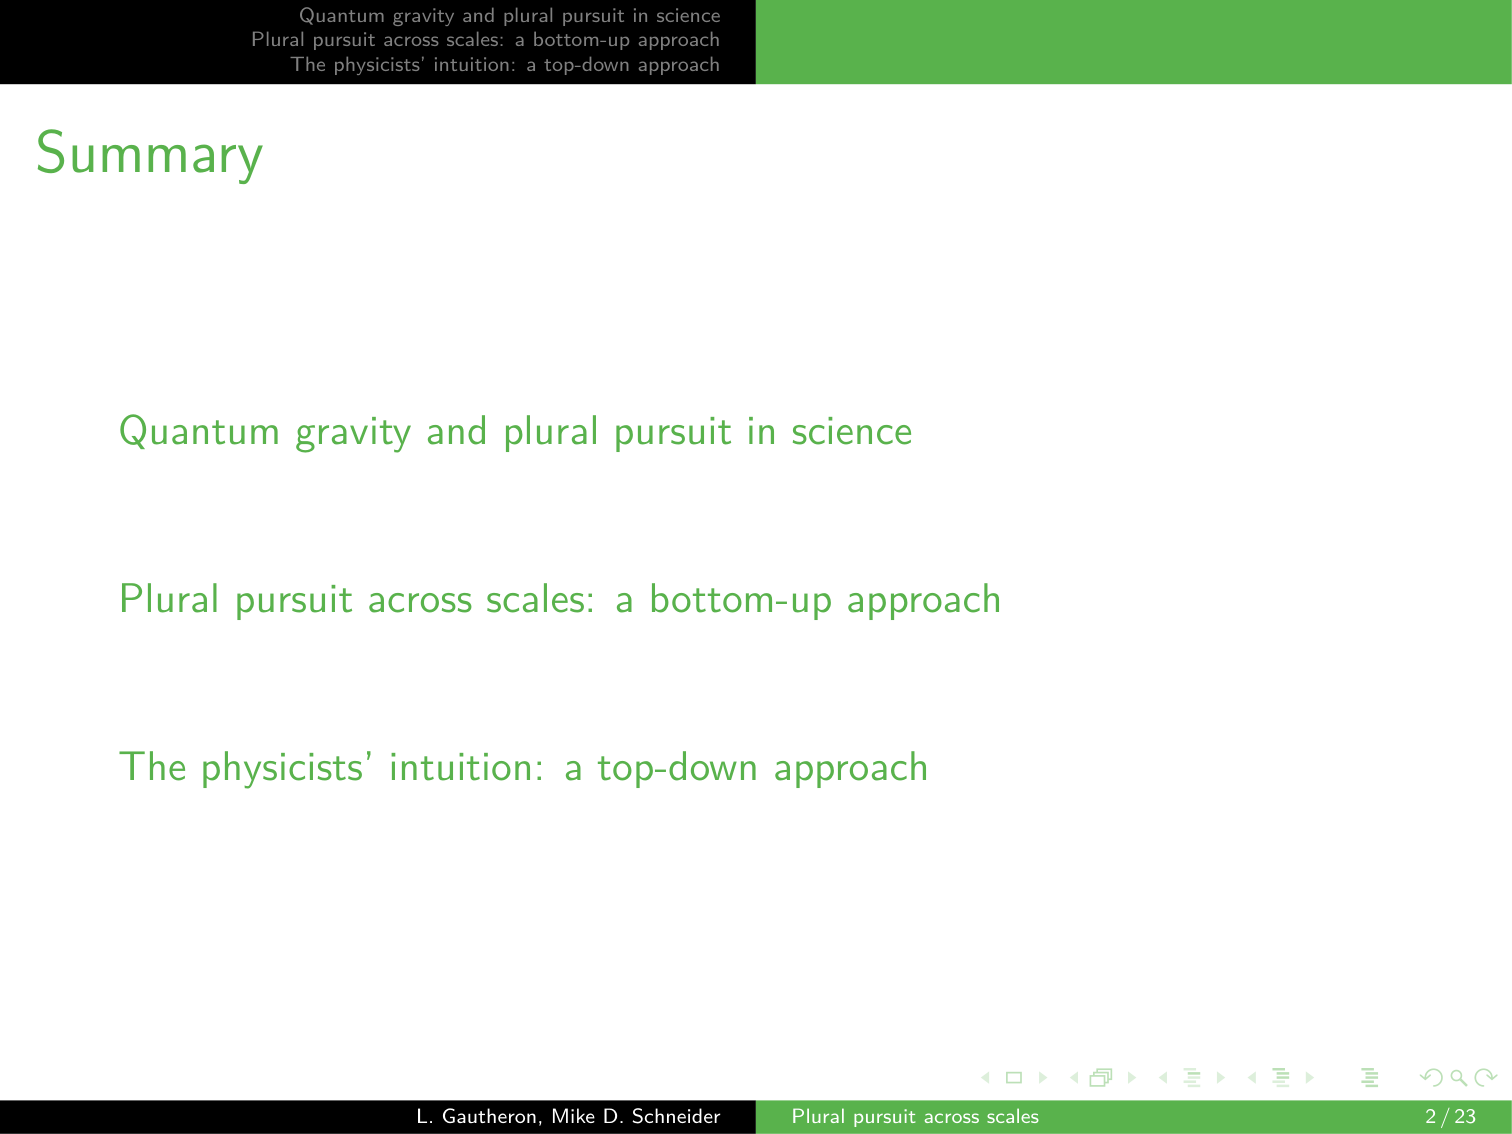 Quantum gravity and plural pursuit in science
Plural pursuit across scales: a bottom-up approach
The physicists' intuition: a top-down approach
Summary
Quantum gravity and plural pursuit in science
Plural pursuit across scales: a bottom-up approach
The physicists' intuition: a top-down approach
L. Gautheron, Mike D. Schneider
Plural pursuit across scales
2 / 23